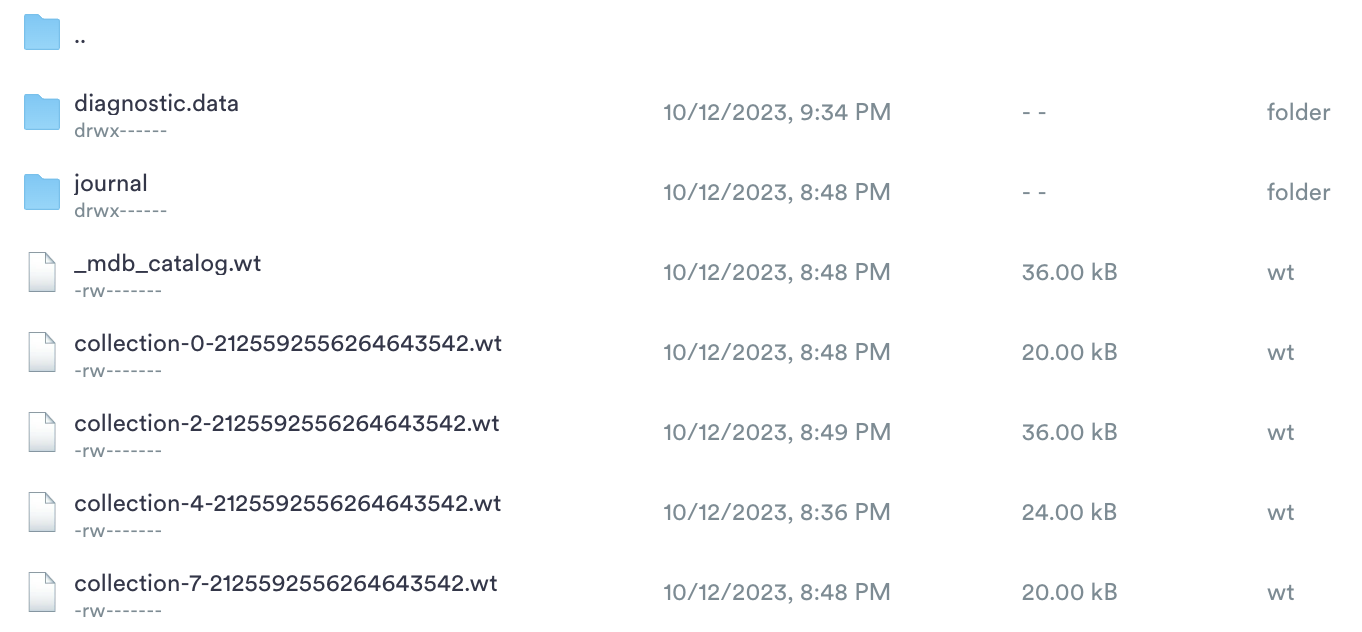 ..
diagnostic.data 10/12/2023, 9:34 PM - - folder
drwx------
journal 10/12/2023, 8:48 PM - - folder
drwx------
_mdb_catalog.wt 10/12/2023, 8:48 PM 36.00 kB wt
-rw-------
collection-0-2125592556264643542.wt 10/12/2023, 8:48 PM 20.00 kB wt
-rw-------
collection-2-2125592556264643542.wt 10/12/2023, 8:49 PM 36.00 kB wt
-rw-------
collection-4-2125592556264643542.wt 10/12/2023, 8:36 PM 24.00 kB wt
-rw-------
collection-7-2125592556264643542.wt 10/12/2023, 8:48 PM 20.00 kB wt
-rw-------